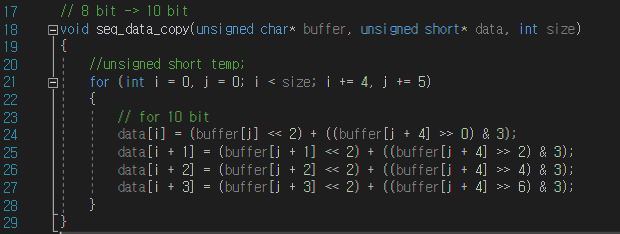 17 // 8 bit -> 10 bit
18 void seq_data_copy(unsigned char* buffer, unsigned short* data, int size)
19 {
20 //unsigned short temp;
21 for (int i = 0, j = 0; i < size; i += 4, j += 5)
22 {
23 // for 10 bit
24 data[i] = (buffer[j] << 2) + ((buffer[j + 4] >> 0) & 3);
25 data[i + 1] = (buffer[j + 1] << 2) + ((buffer[j + 4] >> 2) & 3);
26 data[i + 2] = (buffer[j + 2] << 2) + ((buffer[j + 4] >> 4) & 3);
27 data[i + 3] = (buffer[j + 3] << 2) + ((buffer[j + 4] >> 6) & 3);
28 }
29 }